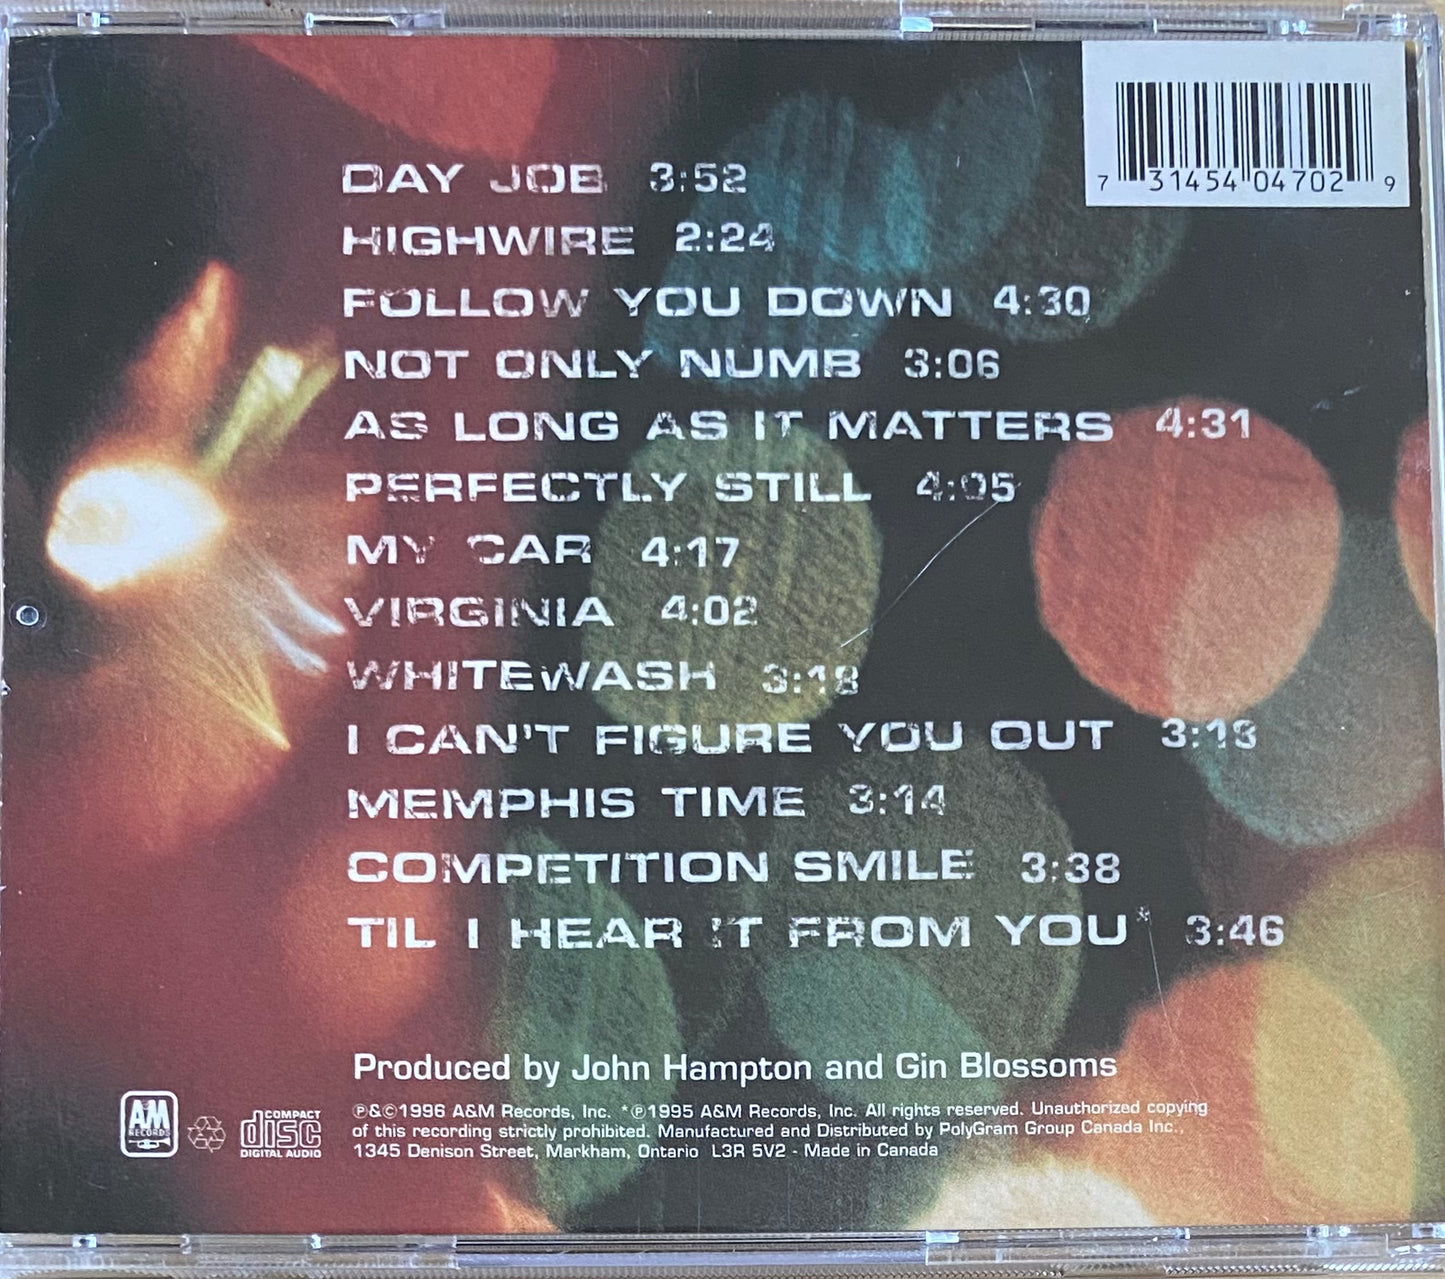 7 31454 04702 9
DAY JOB 3:52
HIGHWIRE 2:24
FOLLOW YOU DOWN 4:30
NOT ONLY NUMB 3:06
AS LONG AS IT MATTERS 4:31
PERFECTLY STILL 4:05
MY CAR 4:17
VIRGINIA 4:02
WHITEWASH 3:18
I CAN'T FIGURE YOU OUT 3:18
MEMPHIS TIME 3:14
COMPETITION SMILE 3:38
TIL I HEAR IT FROM YOU* 3:46
Produced by John Hampton and Gin Blossoms
℗&©1996 A&M Records, Inc. *℗1995 A&M Records, Inc. All rights reserved. Unauthorized copying
of this recording strictly prohibited. Manufactured and Distributed by PolyGram Group Canada Inc.,
1345 Denison Street, Markham, Ontario L3R 5V2 - Made in Canada
A&M
RECORDS
COMPACT
disc
DIGITAL AUDIO